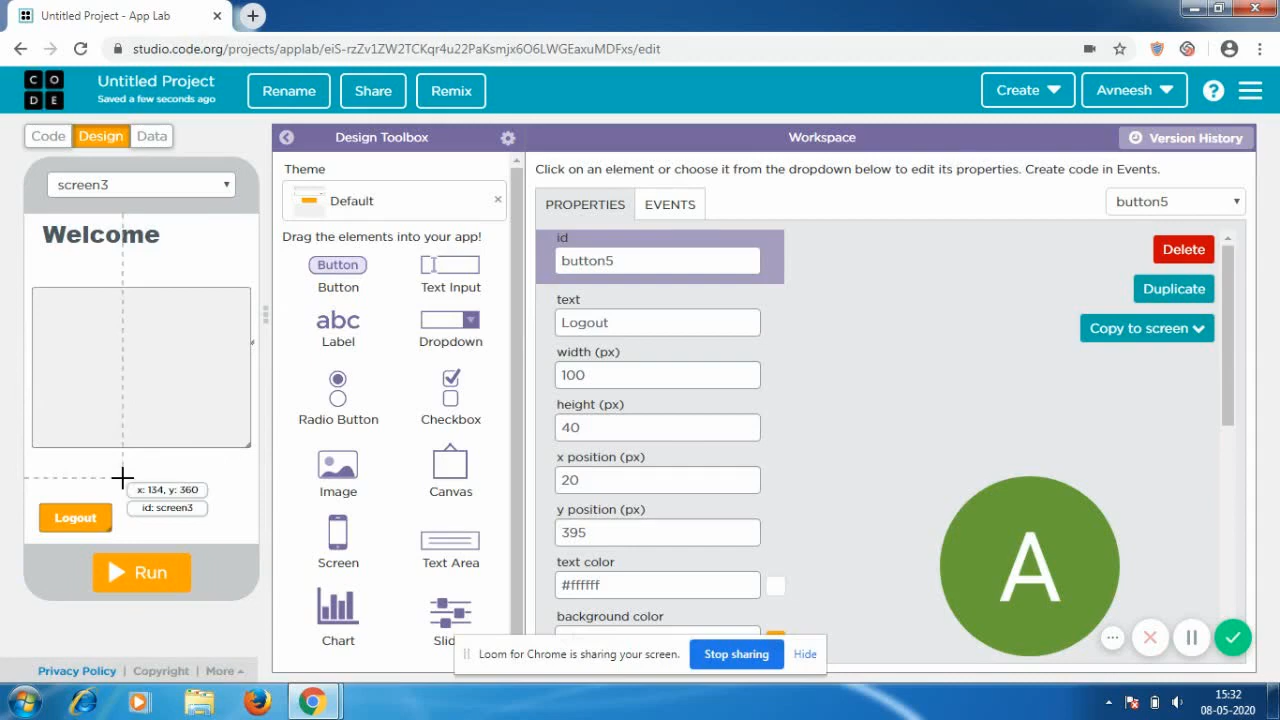 Untitled Project - App Lab
studio.code.org/projects/applab/eiS-rzZv1ZW2TCKqr4u22PaKsmjx6O6LWGEaxuMDFxs/edit
C O
D E
Untitled Project
Saved a few seconds ago
Rename
Share
Remix
Create
Avneesh
?
Code
Design
Data
Design Toolbox
Workspace
Version History
screen3
Welcome
x: 134, y: 360
id: screen3
Logout
Run
Privacy Policy | Copyright | More
Theme
Default
Drag the elements into your app!
Button
Button
Text Input
abc
Label
Dropdown
Radio Button
Checkbox
Image
Canvas
Screen
Text Area
Chart
Slid
Click on an element or choose it from the dropdown below to edit its properties. Create code in Events.
PROPERTIES
EVENTS
button5
id
button5
text
Logout
width (px)
100
height (px)
40
x position (px)
20
y position (px)
395
text color
#ffffff
background color
Delete
Duplicate
Copy to screen
A
Loom for Chrome is sharing your screen.
Stop sharing
Hide
15:32
08-05-2020